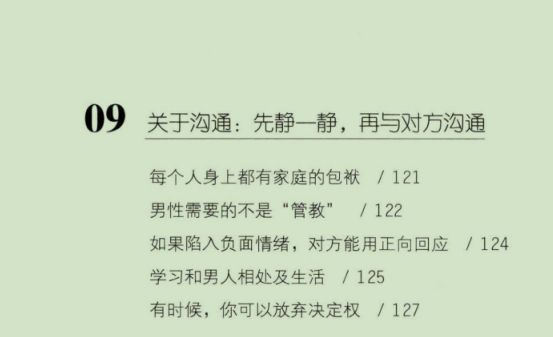 09 关于沟通：先静一静，再与对方沟通
每个人身上都有家庭的包袱 / 121
男性需要的不是“管教” / 122
如果陷入负面情绪，对方能用正向回应 / 124
学习和男人相处及生活 / 125
有时候，你可以放弃决定权 / 127